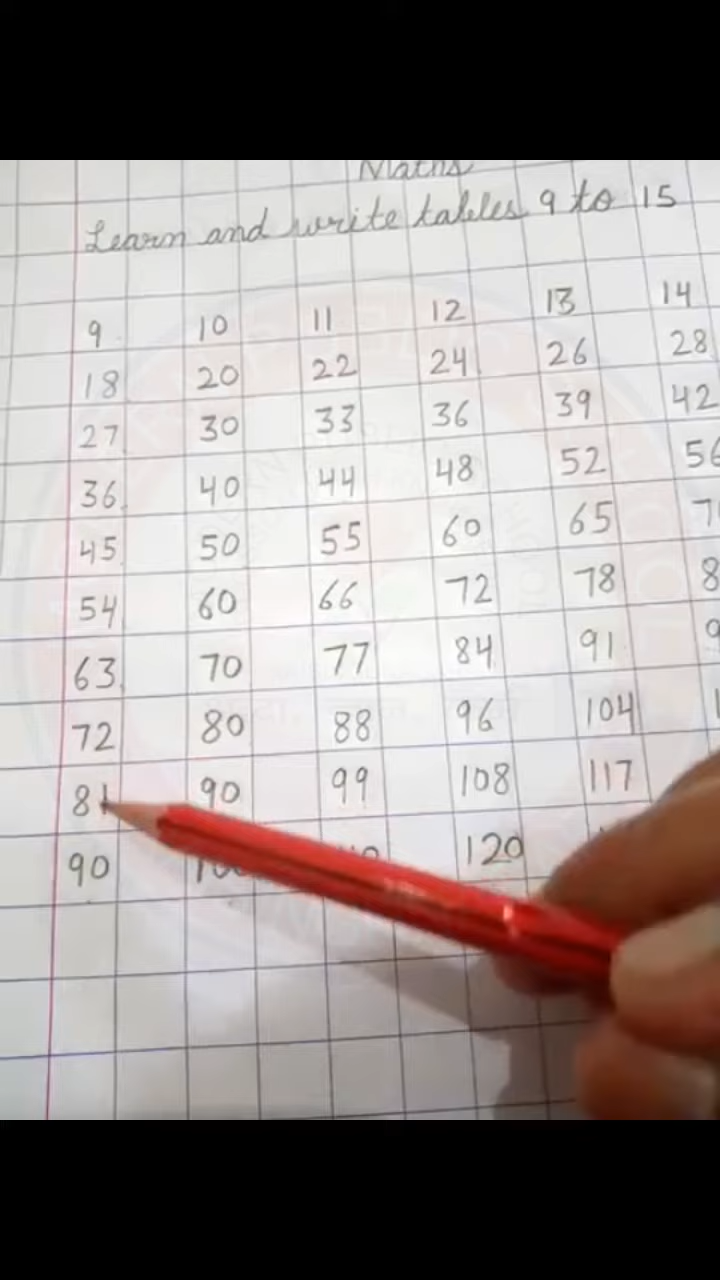 Maths
Learn and write tables 9 to 15
9 10 11 12 13 14
18 20 22 24 26 28
27 30 33 36 39 42
36 40 44 48 52 56
45 50 55 60 65
54 60 66 72 78
63 70 77 84 91
72 80 88 96 104
81 90 99 108 117
90 120